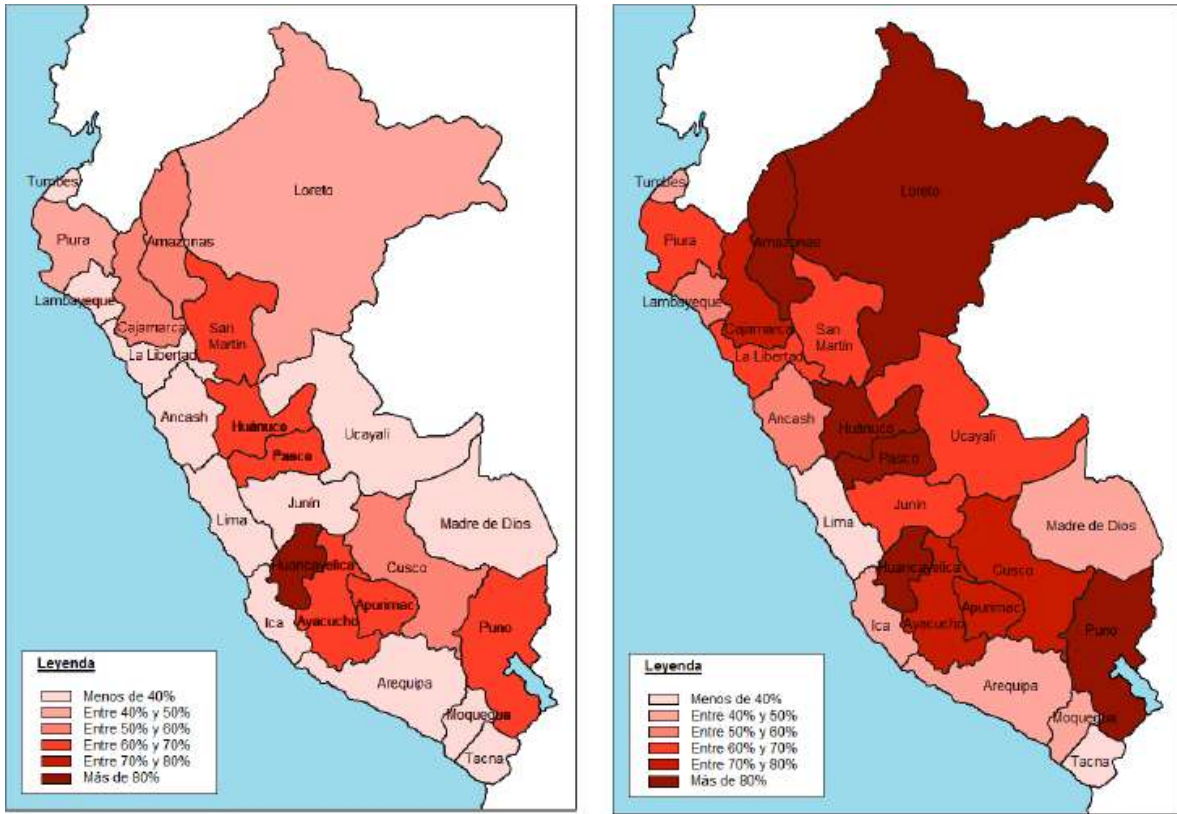 Tumbes
Loreto
Piura
Amazonas
Lambayeque
Cajamarca
San
Martín
La Libertad
Ancash
Huánuco
Ucayali
Pasco
Junín
Lima
Madre de Dios
Huancavelica
Cusco
Apurimac
Ica
Ayacucho
Puno
Arequipa
Moquegua
Tacna
Leyenda
Menos de 40%
Entre 40% y 50%
Entre 50% y 60%
Entre 60% y 70%
Entre 70% y 80%
Más de 80%
Tumbes
Loreto
Piura
Amazonas
Lambayeque
Cajamarca
San
Martín
La Libertad
Ancash
Huánuco
Ucayali
Pasco
Junín
Lima
Madre de Dios
Huancavelica
Cusco
Apurimac
Ica
Ayacucho
Puno
Arequipa
Moquegua
Tacna
Leyenda
Menos de 40%
Entre 40% y 50%
Entre 50% y 60%
Entre 60% y 70%
Entre 70% y 80%
Más de 80%